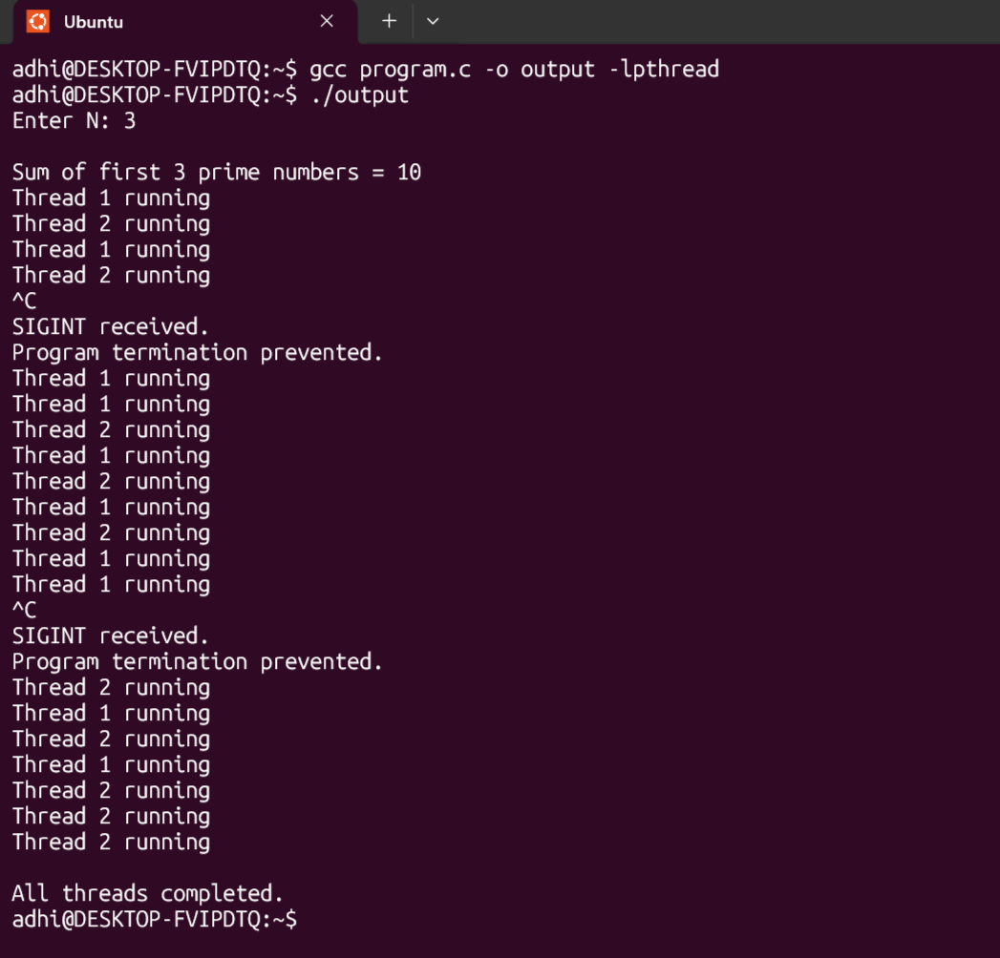 Ubuntu
adhi@DESKTOP-FVIPDTQ:~$ gcc program.c -o output -lpthread
adhi@DESKTOP-FVIPDTQ:~$ ./output
Enter N: 3

Sum of first 3 prime numbers = 10
Thread 1 running
Thread 2 running
Thread 1 running
Thread 2 running
^C
SIGINT received.
Program termination prevented.
Thread 1 running
Thread 1 running
Thread 2 running
Thread 1 running
Thread 2 running
Thread 1 running
Thread 2 running
Thread 1 running
Thread 1 running
^C
SIGINT received.
Program termination prevented.
Thread 2 running
Thread 1 running
Thread 2 running
Thread 1 running
Thread 2 running
Thread 2 running
Thread 2 running

All threads completed.
adhi@DESKTOP-FVIPDTQ:~$